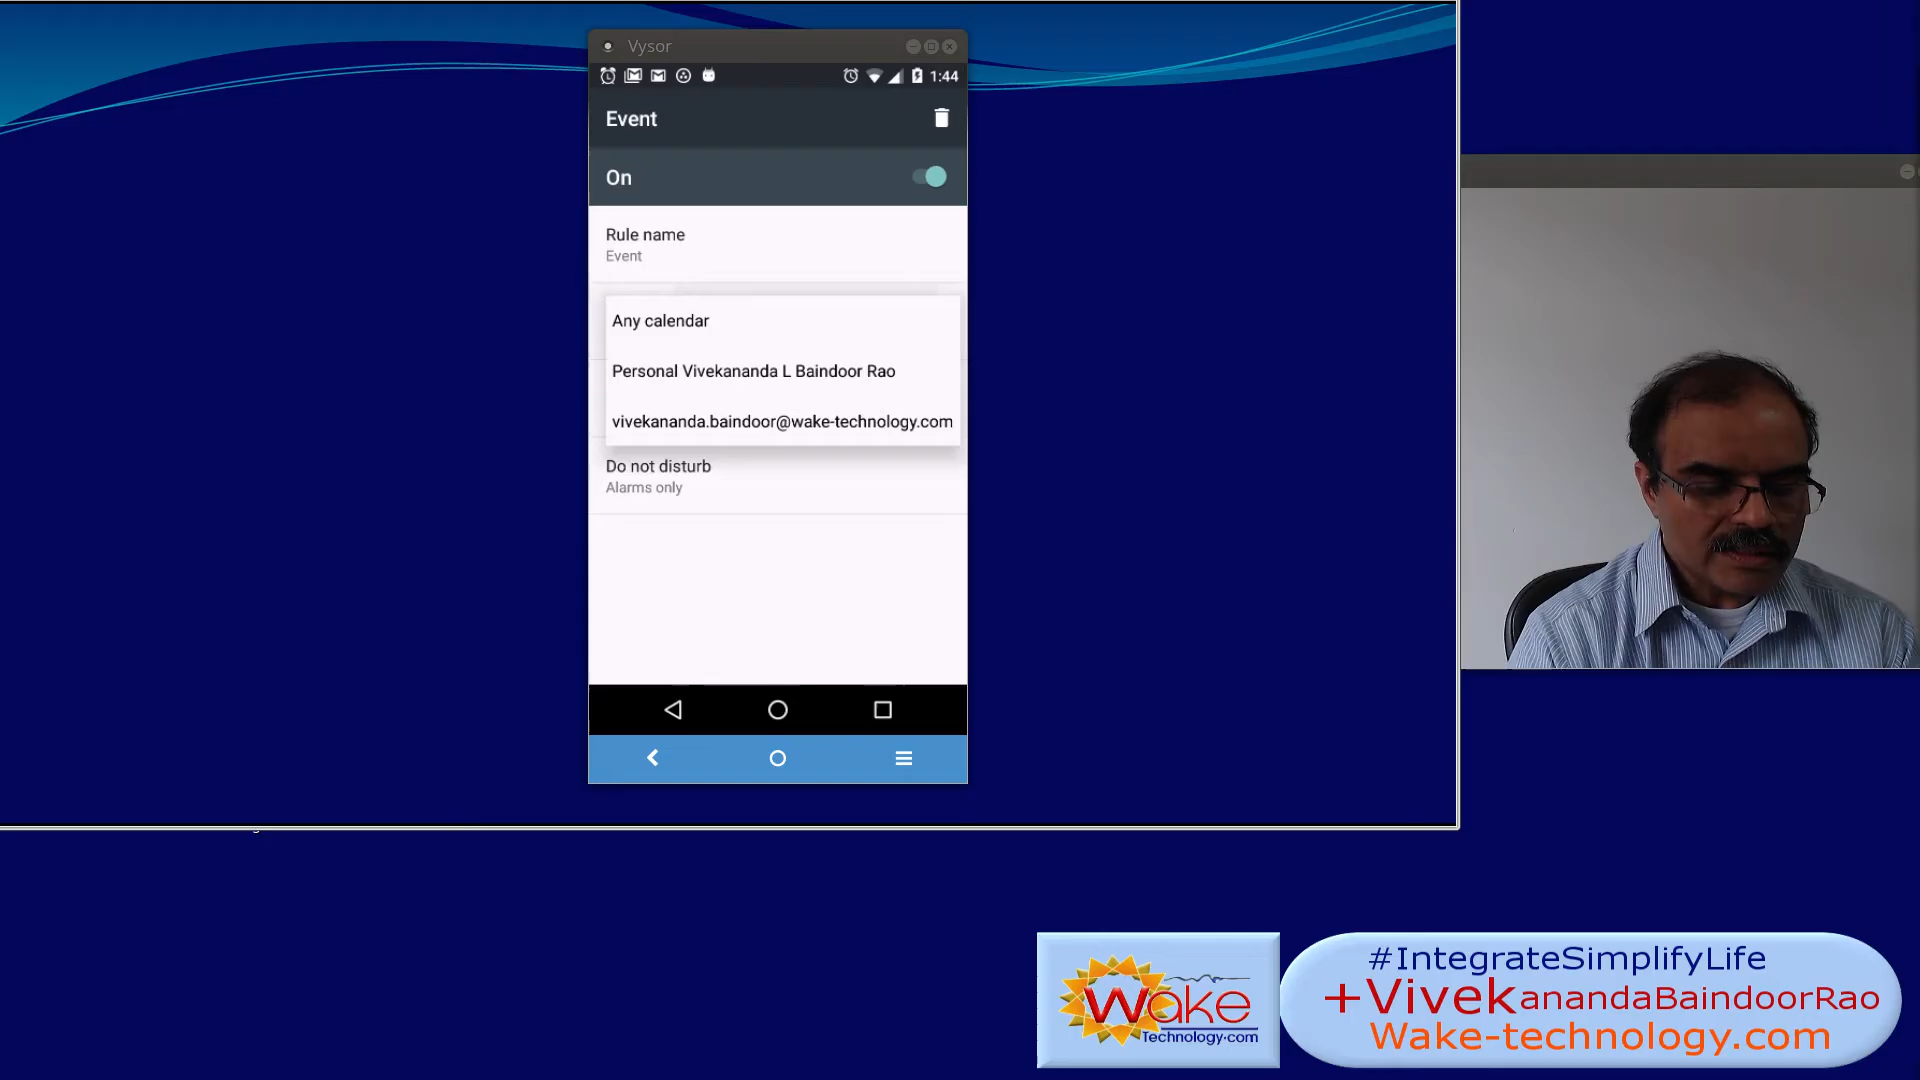 Vysor
1:44
Event
On
Rule name
Event
Any calendar
Personal Vivekananda L Baindoor Rao
vivekananda.baindoor@wake-technology.com
Do not disturb
Alarms only
#IntegrateSimplifyLife
+VivekanandaBaindoorRao
Wake-technology.com
Wake
Technology.com